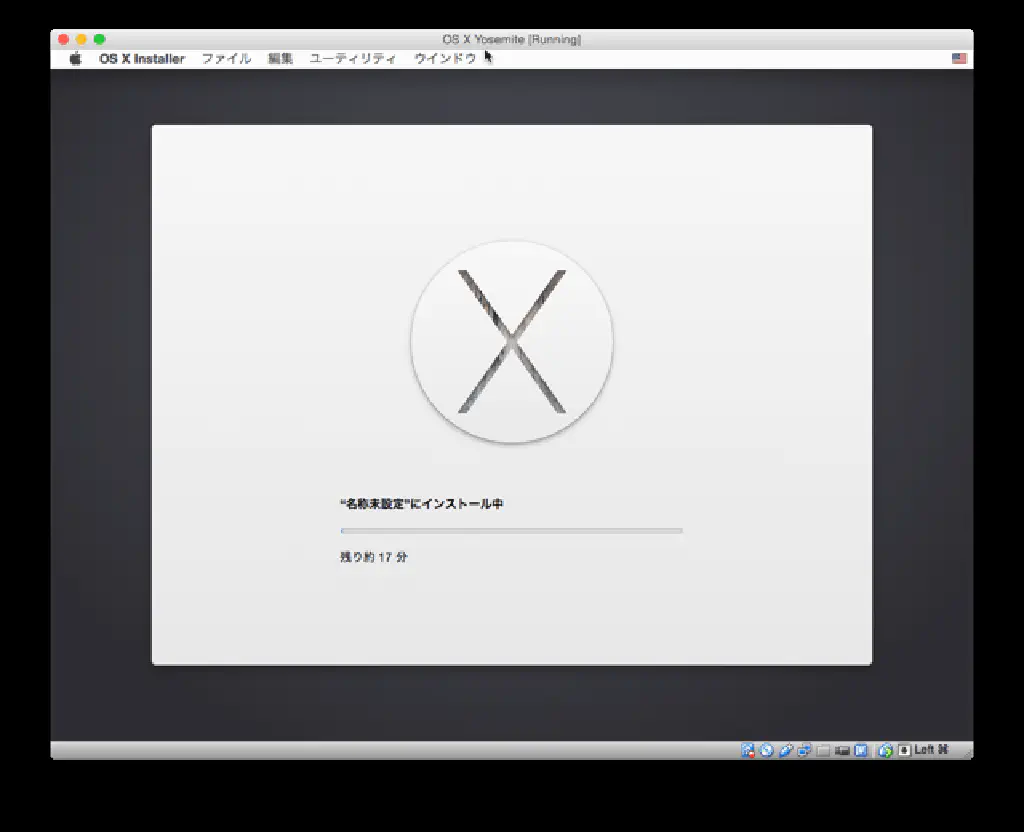 OS X Yosemite [Running]
OS X Installer ファイル 編集 ユーティリティ ウインドウ
X
“名称未設定”にインストール中
残り約 17 分
Left ⌘